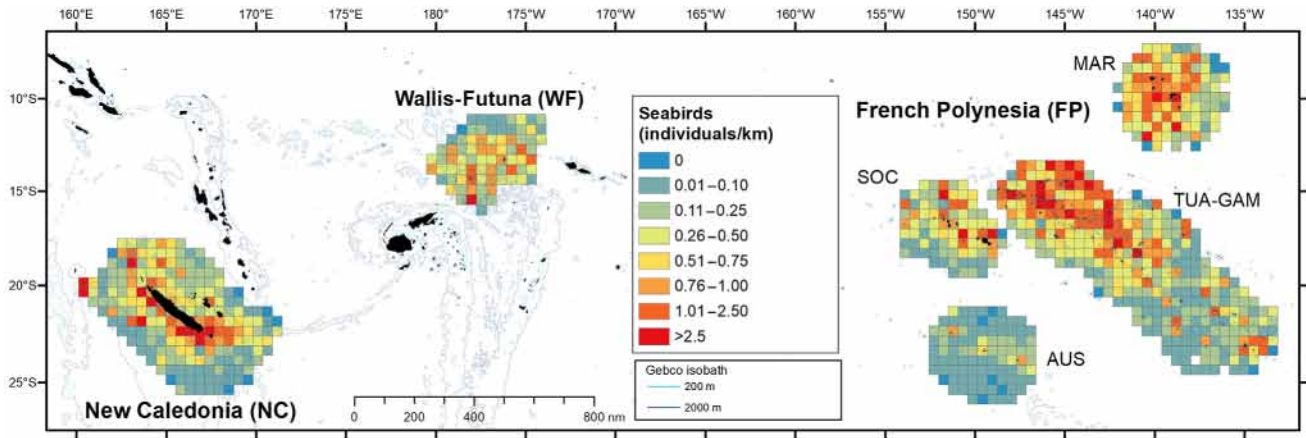 160°E 165°E 170°E 175°E 180° 175°W 170°W 165°W 160°W 155°W 150°W 145°W 140°W 135°W
10°S
15°S
20°S
25°S
Wallis-Futuna (WF)
New Caledonia (NC)
Seabirds
(individuals/km)
0
0.01–0.10
0.11–0.25
0.26–0.50
0.51–0.75
0.76–1.00
1.01–2.50
>2.5
Gebco isobath
200 m
2000 m
0 200 400 800 nm
MAR
French Polynesia (FP)
SOC
TUA-GAM
AUS